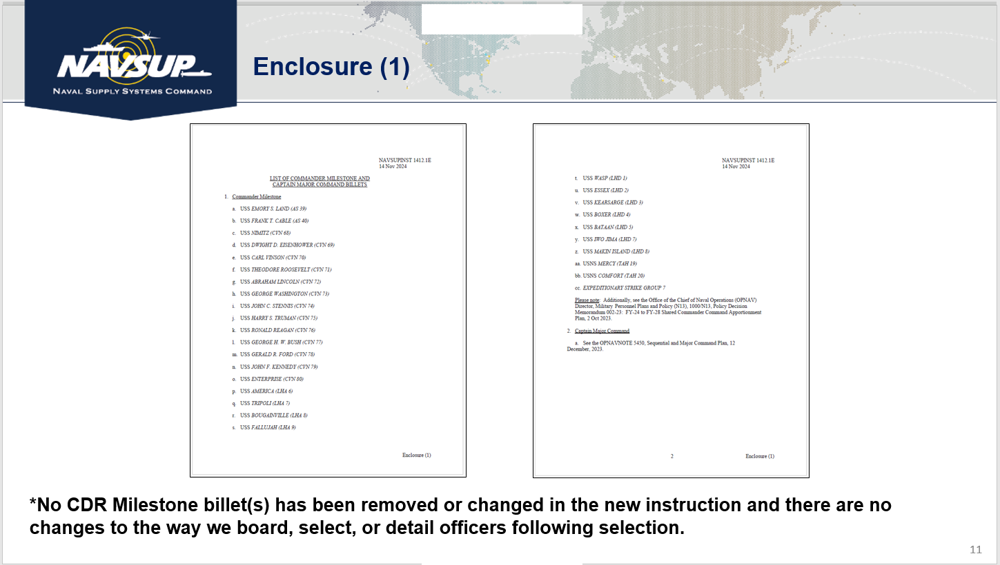 NAVSUP
NAVAL SUPPLY SYSTEMS COMMAND
Enclosure (1)
NAVSUPINST 1412.1E
14 Nov 2024
LIST OF COMMANDER MILESTONE AND
CAPTAIN MAJOR COMMAND BILLETS
1. Commander Milestone
a. USS EMORY S. LAND (AS 39)
b. USS FRANK T. CABLE (AS 40)
c. USS NIMITZ (CVN 68)
d. USS DWIGHT D. EISENHOWER (CVN 69)
e. USS CARL VINSON (CVN 70)
f. USS THEODORE ROOSEVELT (CVN 71)
g. USS ABRAHAM LINCOLN (CVN 72)
h. USS GEORGE WASHINGTON (CVN 73)
i. USS JOHN C. STENNIS (CVN 74)
j. USS HARRY S. TRUMAN (CVN 75)
k. USS RONALD REAGAN (CVN 76)
l. USS GEORGE H. W. BUSH (CVN 77)
m. USS GERALD R. FORD (CVN 78)
n. USS JOHN F. KENNEDY (CVN 79)
o. USS ENTERPRISE (CVN 80)
p. USS AMERICA (LHA 6)
q. USS TRIPOLI (LHA 7)
r. USS BOUGAINVILLE (LHA 8)
s. USS FALLUJAH (LHA 9)
Enclosure (1)
NAVSUPINST 1412.1E
14 Nov 2024
t. USS WASP (LHD 1)
u. USS ESSEX (LHD 2)
v. USS KEARSARGE (LHD 3)
w. USS BOXER (LHD 4)
x. USS BATAAN (LHD 5)
y. USS IWO JIMA (LHD 7)
z. USS MAKIN ISLAND (LHD 8)
aa. USNS MERCY (TAH 19)
bb. USNS COMFORT (TAH 20)
cc. EXPEDITIONARY STRIKE GROUP 7
Please note: Additionally, see the Office of the Chief of Naval Operations (OPNAV)
Director, Military Personnel Plans and Policy (N13), 1000/N13, Policy Decision
Memorandum 002-23: FY-24 to FY-28 Shared Commander Command Apportionment
Plan, 2 Oct 2023.
2. Captain Major Command
a. See the OPNAVNOTE 5450, Sequential and Major Command Plan, 12
December, 2023.
2 Enclosure (1)
*No CDR Milestone billet(s) has been removed or changed in the new instruction and there are no
changes to the way we board, select, or detail officers following selection.
11